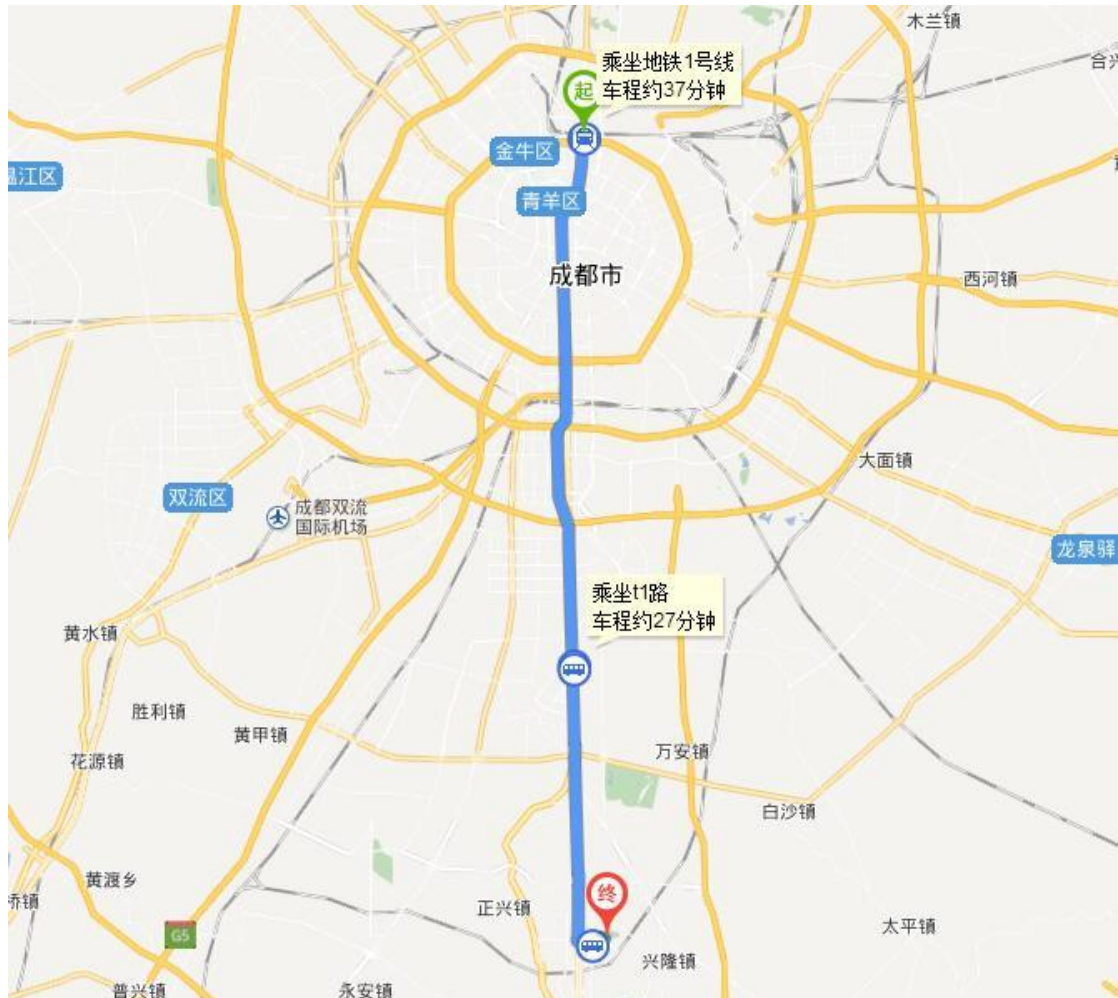 木兰镇
乘坐地铁1号线
车程约37分钟
起
合兴
金牛区
温江区
青羊区
成都市
西河镇
大面镇
双流区
成都双流
国际机场
龙泉驿
乘坐t1路
车程约27分钟
黄水镇
胜利镇
黄甲镇
万安镇
花源镇
白沙镇
黄渡乡
终
桥镇
正兴镇
太平镇
G5
兴隆镇
普兴镇
永安镇